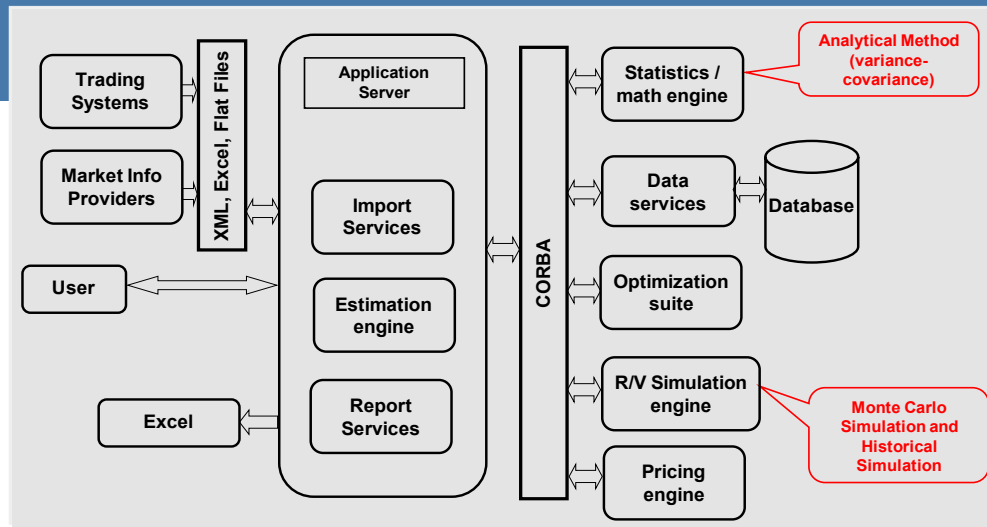 Trading
Systems
Market Info
Providers
XML, Excel, Flat Files
User
Excel
Application
Server
Import
Services
Estimation
engine
Report
Services
CORBA
Statistics /
math engine
Data
services
Database
Optimization
suite
R/V Simulation
engine
Pricing
engine
Analytical Method
(variance-
covariance)
Monte Carlo
Simulation and
Historical
Simulation